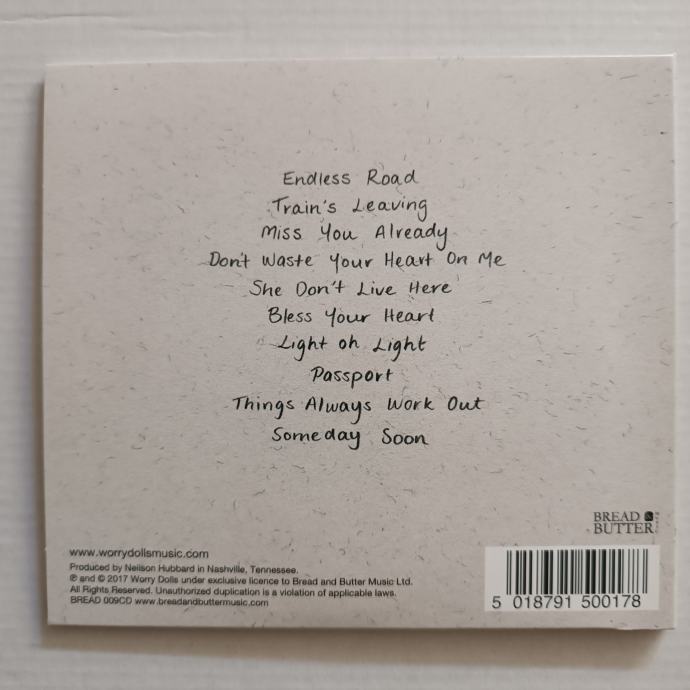 Endless Road
Train's Leaving
Miss You Already
Don't Waste Your Heart On Me
She Don't Live Here
Bless Your Heart
Light oh Light
Passport
Things Always Work Out
Someday Soon
BREAD &
BUTTER
www.worrydollsmusic.com
Produced by Neilson Hubbard in Nashville, Tennessee.
℗ and © 2017 Worry Dolls under exclusive licence to Bread and Butter Music Ltd.
All Rights Reserved. Unauthorized duplication is a violation of applicable laws.
BREAD 009CD www.breadandbuttermusic.com
5 018791 500178